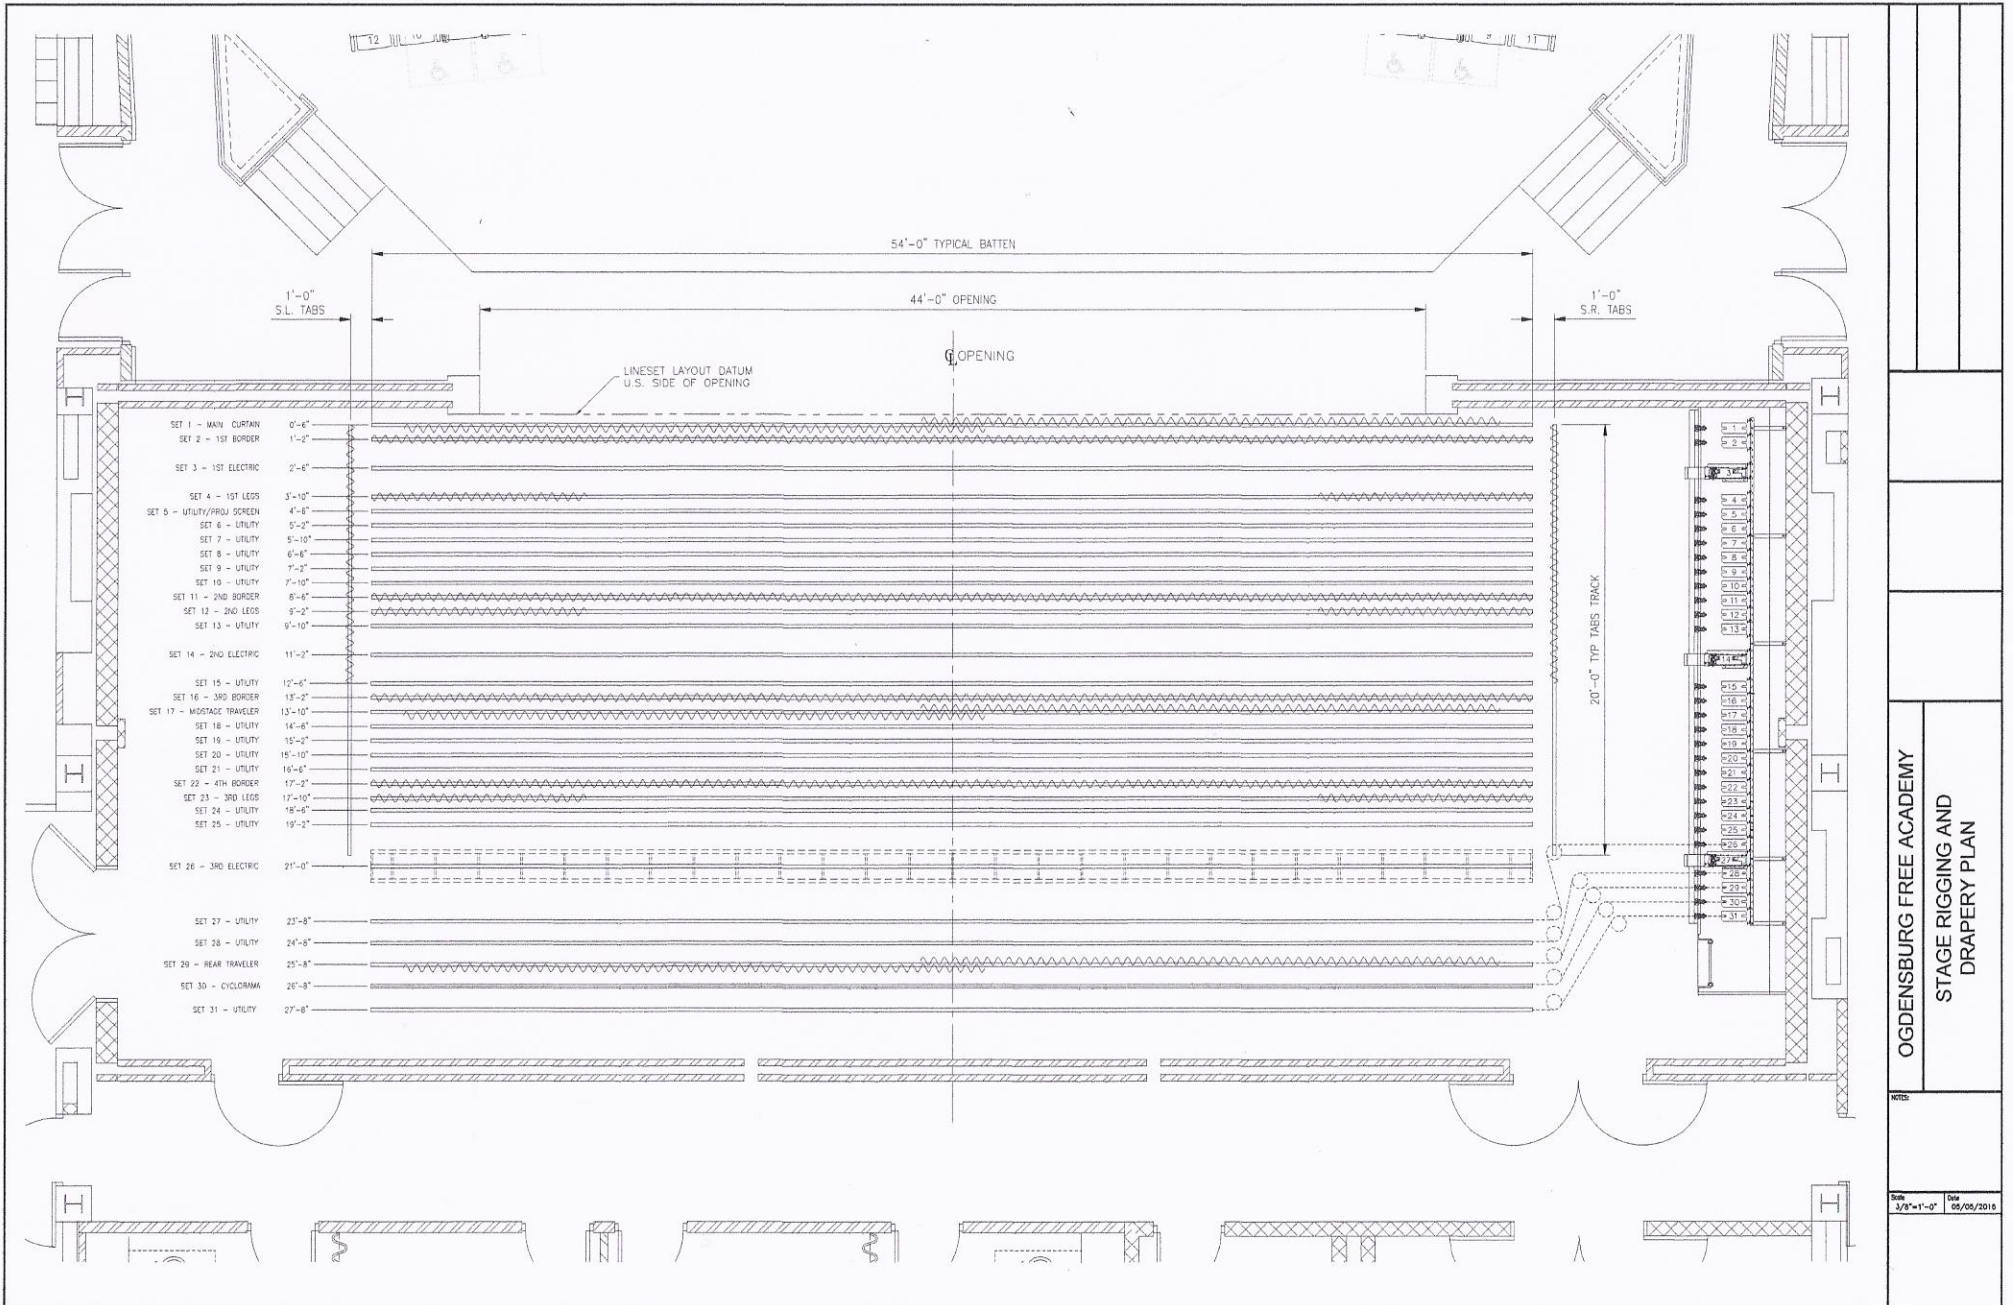 12
9
11
54'-0" TYPICAL BATTEN
1'-0"
S.L. TABS
44'-0" OPENING
1'-0"
S.R. TABS
℄ OPENING
LINESET LAYOUT DATUM
U.S. SIDE OF OPENING
SET 1 - MAIN CURTAIN 0'-6"
SET 2 - 1ST BORDER 1'-2"
SET 3 - 1ST ELECTRIC 2'-6"
SET 4 - 1ST LEGS 3'-10"
SET 5 - UTILITY/PROJ SCREEN 4'-6"
SET 6 - UTILITY 5'-2"
SET 7 - UTILITY 5'-10"
SET 8 - UTILITY 6'-6"
SET 9 - UTILITY 7'-2"
SET 10 - UTILITY 7'-10"
SET 11 - 2ND BORDER 8'-6"
SET 12 - 2ND LEGS 9'-2"
SET 13 - UTILITY 9'-10"
SET 14 - 2ND ELECTRIC 11'-2"
SET 15 - UTILITY 12'-6"
SET 16 - 3RD BORDER 13'-2"
SET 17 - MIDSTAGE TRAVELER 13'-10"
SET 18 - UTILITY 14'-6"
SET 19 - UTILITY 15'-2"
SET 20 - UTILITY 15'-10"
SET 21 - UTILITY 16'-6"
SET 22 - 4TH BORDER 17'-2"
SET 23 - 3RD LEGS 17'-10"
SET 24 - UTILITY 18'-6"
SET 25 - UTILITY 19'-2"
SET 26 - 3RD ELECTRIC 21'-0"
SET 27 - UTILITY 23'-8"
SET 28 - UTILITY 24'-8"
SET 29 - REAR TRAVELER 25'-8"
SET 30 - CYCLORAMA 26'-8"
SET 31 - UTILITY 27'-8"
20'-0" TYP TABS TRACK
1
2
3
4
5
6
7
8
9
10
11
12
13
14
15
16
17
18
19
20
21
22
23
24
25
26
27
28
29
30
31
OGDENSBURG FREE ACADEMY
STAGE RIGGING AND
DRAPERY PLAN
NOTES:
Scale
3/8"=1'-0"
Date